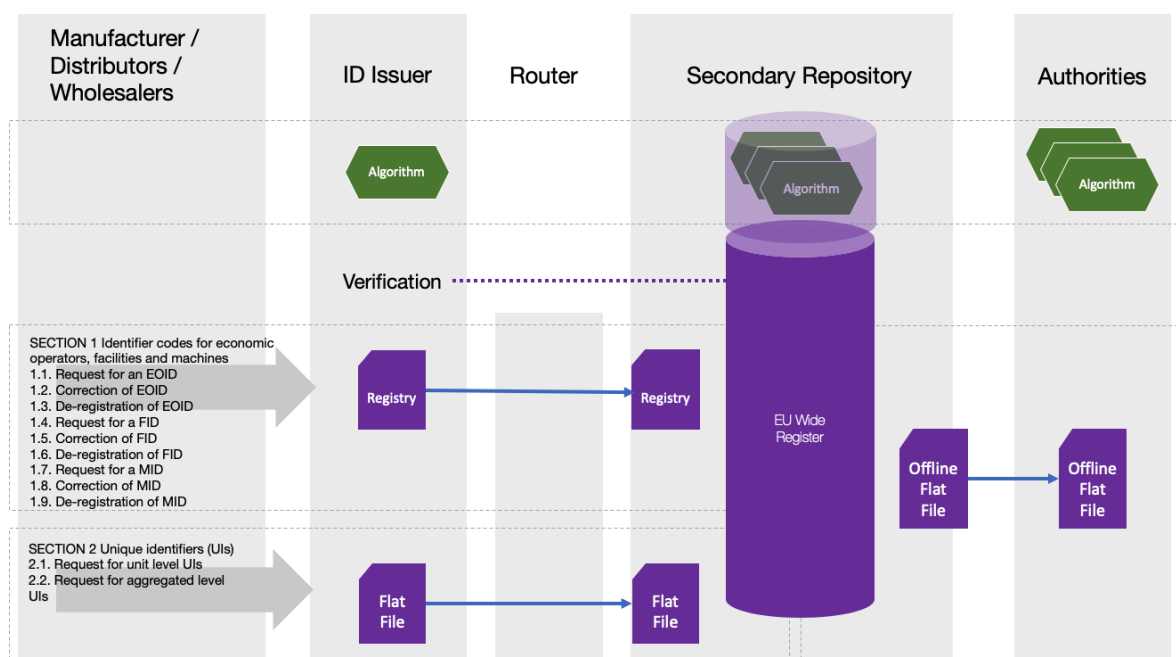 Manufacturer /
Distributors /
Wholesalers
ID Issuer
Router
Secondary Repository
Authorities
Algorithm
Algorithm
Algorithm
Verification
SECTION 1 Identifier codes for economic
operators, facilities and machines
1.1. Request for an EOID
1.2. Correction of EOID
1.3. De-registration of EOID
1.4. Request for a FID
1.5. Correction of FID
1.6. De-registration of FID
1.7. Request for a MID
1.8. Correction of MID
1.9. De-registration of MID
Registry
Registry
EU Wide
Register
Offline
Flat
File
Offline
Flat
File
SECTION 2 Unique identifiers (UIs)
2.1. Request for unit level UIs
2.2. Request for aggregated level
UIs
Flat
File
Flat
File